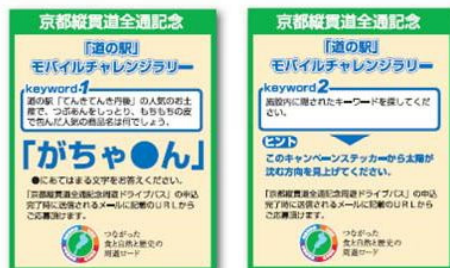 京都縦貫道全通記念
「道の駅」
モバイルチャレンジラリー
keyword-1
道の駅「てんきてんき丹後」の人気のお土
産で、つぶあんをしっとり、もちもちの皮
で包んだ人気の商品名は何でしょう。
「がちゃ●ん」
●にあてはまる文字をお答えください。
「京都縦貫道全通記念周遊ドライブパス」の申込
完了時に送信されるメールに記載のＵＲＬから
ご応募頂けます。
つながった
食と自然と歴史の
周遊ロード
京都縦貫道全通記念
「道の駅」
モバイルチャレンジラリー
keyword 2
施設内に隠されたキーワードを探してくだ
さい。
ヒント
このキャンペーンステッカーから太陽が
沈む方向を見上げてください。
「京都縦貫道全通記念周遊ドライブパス」の申込
完了時に送信されるメールに記載のＵＲＬから
ご応募頂けます。
つながった
食と自然と歴史の
周遊ロード